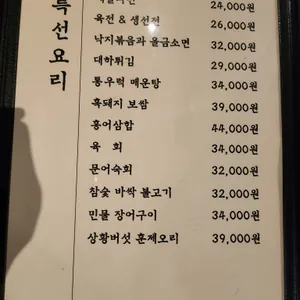 특선요리
24,000원
육전 & 생선전 26,000원
낙지볶음과 올금소면 32,000원
대하튀김 29,000원
통우럭 매운탕 34,000원
흑돼지 보쌈 39,000원
홍어삼합 44,000원
육 회 34,000원
문어숙회 32,000원
참숯 바싹 불고기 32,000원
민물 장어구이 34,000원
상황버섯 훈제오리 39,000원